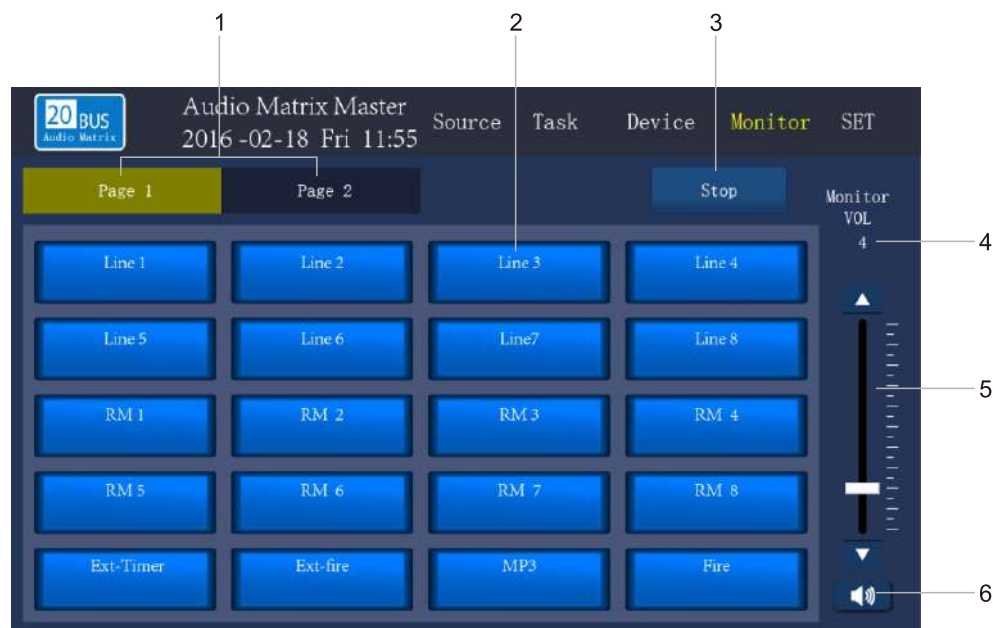 1 2 3
20 BUS
Audio Matrix
Audio Matrix Master
2016 -02-18 Fri 11:55
Source Task Device Monitor SET
Page 1 Page 2 Stop
Monitor
VOL
4
4
Line 1 Line 2 Line 3 Line 4
Line 5 Line 6 Line7 Line 8
5
RM 1 RM 2 RM 3 RM 4
RM 5 RM 6 RM 7 RM 8
Ext-Timer Ext-fire MP3 Fire
6